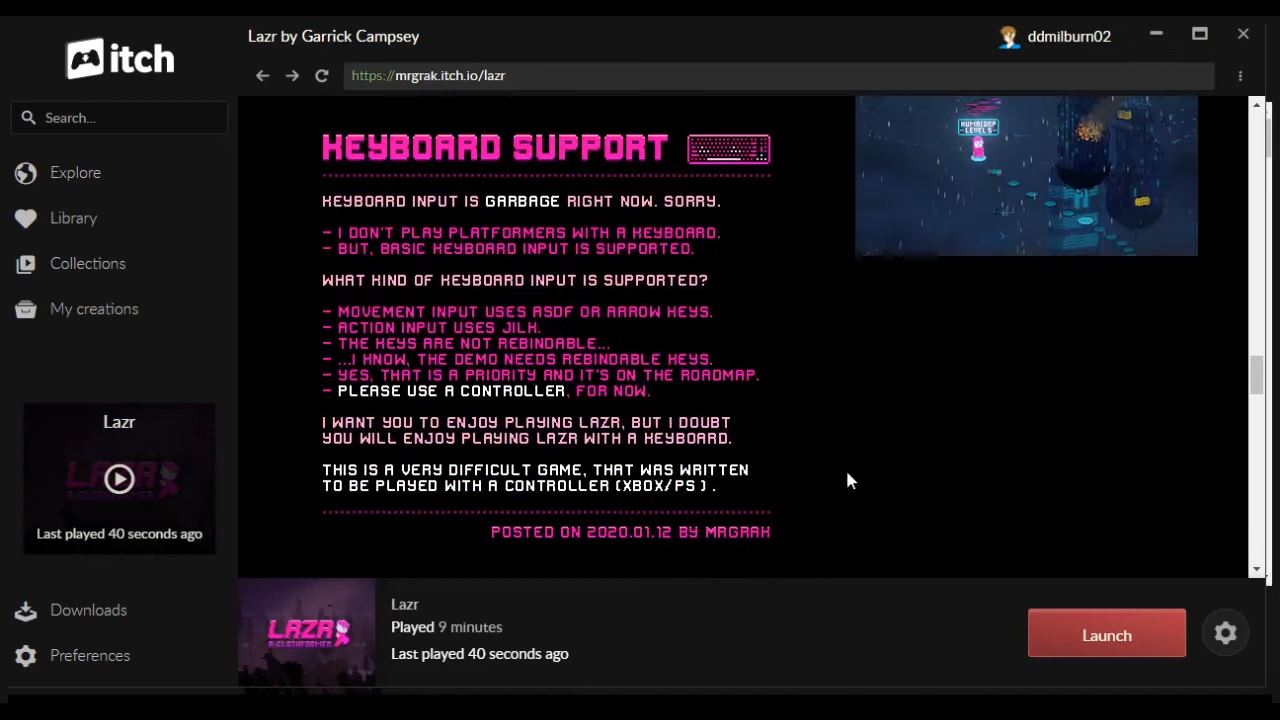 itch
Lazr by Garrick Campsey
ddmilburn02
https://mrgrak.itch.io/lazr
Search...
Explore
Library
Collections
My creations
Lazr
Last played 40 seconds ago
Downloads
Preferences
KEYBOARD SUPPORT
KEYBOARD INPUT IS GARBAGE RIGHT NOW. SORRY.
- I DON'T PLAY PLATFORMERS WITH A KEYBOARD.
- BUT, BASIC KEYBOARD INPUT IS SUPPORTED.
WHAT KIND OF KEYBOARD INPUT IS SUPPORTED?
- MOVEMENT INPUT USES ASDF OR ARROW KEYS.
- ACTION INPUT USES JILK.
- THE KEYS ARE NOT REBINDABLE...
- ...I KNOW, THE DEMO NEEDS REBINDABLE KEYS.
- YES, THAT IS A PRIORITY AND IT'S ON THE ROADMAP.
- PLEASE USE A CONTROLLER, FOR NOW.
I WANT YOU TO ENJOY PLAYING LAZR, BUT I DOUBT
YOU WILL ENJOY PLAYING LAZR WITH A KEYBOARD.
THIS IS A VERY DIFFICULT GAME, THAT WAS WRITTEN
TO BE PLAYED WITH A CONTROLLER (XBOX/PS ) .
POSTED ON 2020.01.12 BY MRGRAK
LEVEL
LAZR
A CLOTHFORMER
Lazr
Played 9 minutes
Last played 40 seconds ago
Launch